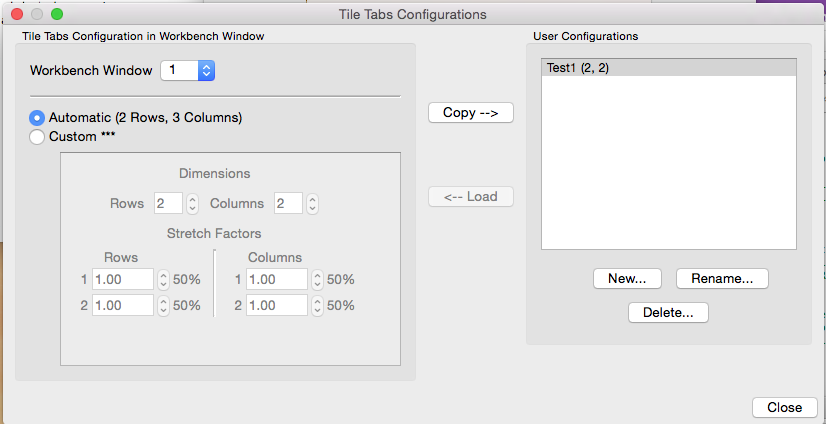 Tile Tabs Configurations
Tile Tabs Configuration in Workbench Window
User Configurations
Workbench Window 1
Test1 (2, 2)
Automatic (2 Rows, 3 Columns)
Custom ***
Copy -->
Dimensions
Rows 2 Columns 2
<-- Load
Stretch Factors
Rows Columns
1 1.00 50% 1 1.00 50%
2 1.00 50% 2 1.00 50%
New... Rename...
Delete...
Close